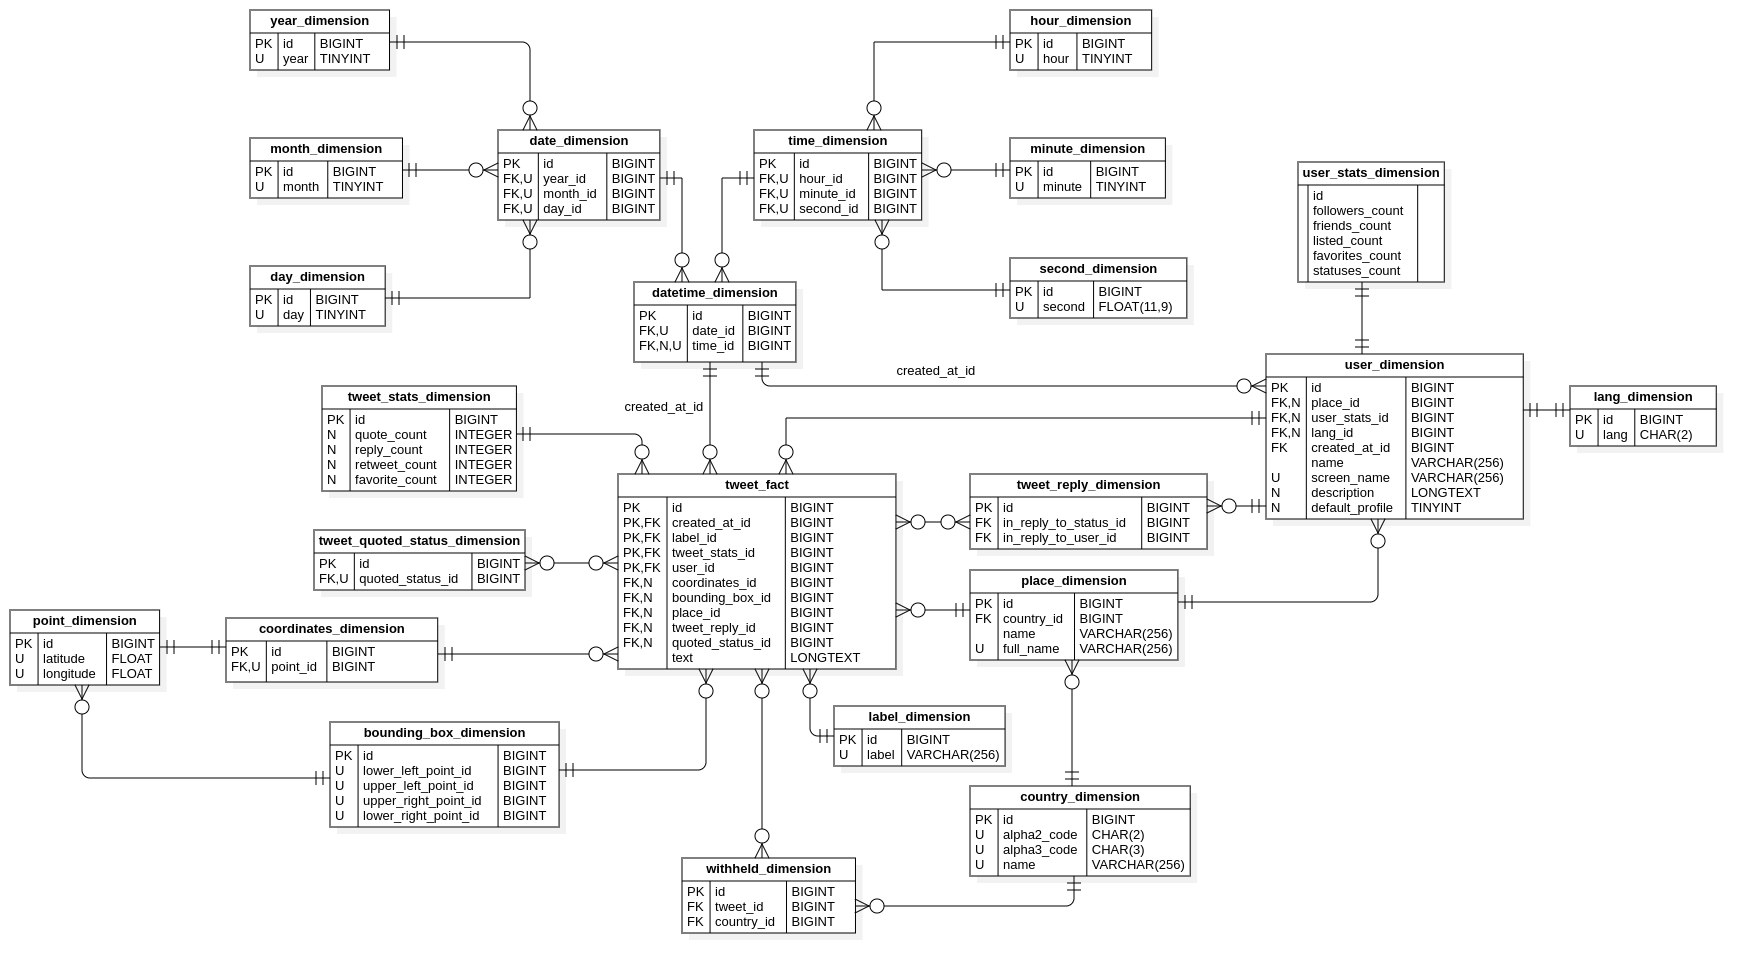 year_dimension
PK id BIGINT
U year TINYINT
hour_dimension
PK id BIGINT
U hour TINYINT
month_dimension
PK id BIGINT
U month TINYINT
date_dimension
PK id BIGINT
FK,U year_id BIGINT
FK,U month_id BIGINT
FK,U day_id BIGINT
time_dimension
PK id BIGINT
FK,U hour_id BIGINT
FK,U minute_id BIGINT
FK,U second_id BIGINT
minute_dimension
PK id BIGINT
U minute TINYINT
user_stats_dimension
id
followers_count
friends_count
listed_count
favorites_count
statuses_count
day_dimension
PK id BIGINT
U day TINYINT
datetime_dimension
PK id BIGINT
FK,U date_id BIGINT
FK,N,U time_id BIGINT
second_dimension
PK id BIGINT
U second FLOAT(11,9)
created_at_id
created_at_id
user_dimension
PK id BIGINT
FK,N place_id BIGINT
FK,N user_stats_id BIGINT
FK,N lang_id BIGINT
FK created_at_id BIGINT
name VARCHAR(256)
U screen_name VARCHAR(256)
N description LONGTEXT
N default_profile TINYINT
lang_dimension
PK id BIGINT
U lang CHAR(2)
tweet_stats_dimension
PK id BIGINT
N quote_count INTEGER
N reply_count INTEGER
N retweet_count INTEGER
N favorite_count INTEGER
tweet_fact
PK id BIGINT
PK,FK created_at_id BIGINT
PK,FK label_id BIGINT
PK,FK tweet_stats_id BIGINT
PK,FK user_id BIGINT
FK,N coordinates_id BIGINT
FK,N bounding_box_id BIGINT
FK,N place_id BIGINT
FK,N tweet_reply_id BIGINT
FK,N quoted_status_id BIGINT
text LONGTEXT
tweet_reply_dimension
PK id BIGINT
FK in_reply_to_status_id BIGINT
FK in_reply_to_user_id BIGINT
tweet_quoted_status_dimension
PK id BIGINT
FK,U quoted_status_id BIGINT
place_dimension
PK id BIGINT
FK country_id BIGINT
name VARCHAR(256)
U full_name VARCHAR(256)
point_dimension
PK id BIGINT
U latitude FLOAT
U longitude FLOAT
coordinates_dimension
PK id BIGINT
FK,U point_id BIGINT
bounding_box_dimension
PK id BIGINT
U lower_left_point_id BIGINT
U upper_left_point_id BIGINT
U upper_right_point_id BIGINT
U lower_right_point_id BIGINT
label_dimension
PK id BIGINT
U label VARCHAR(256)
country_dimension
PK id BIGINT
U alpha2_code CHAR(2)
U alpha3_code CHAR(3)
U name VARCHAR(256)
withheld_dimension
PK id BIGINT
FK tweet_id BIGINT
FK country_id BIGINT